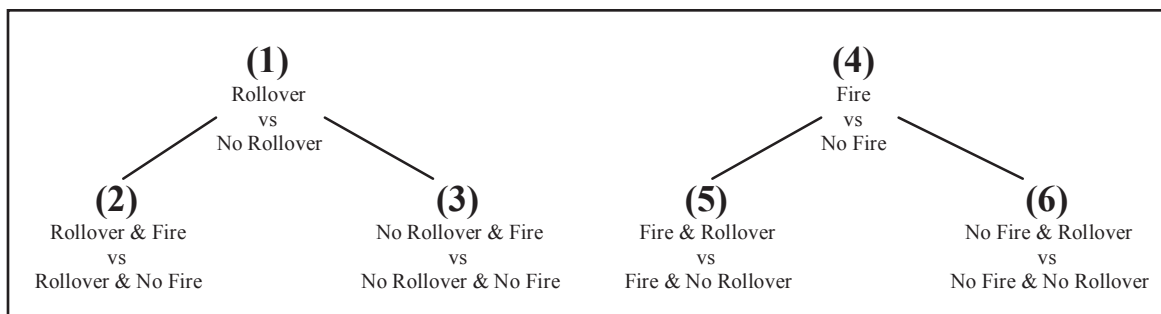 (1)
Rollover
vs
No Rollover
(4)
Fire
vs
No Fire
(2)
Rollover & Fire
vs
Rollover & No Fire
(3)
No Rollover & Fire
vs
No Rollover & No Fire
(5)
Fire & Rollover
vs
Fire & No Rollover
(6)
No Fire & Rollover
vs
No Fire & No Rollover